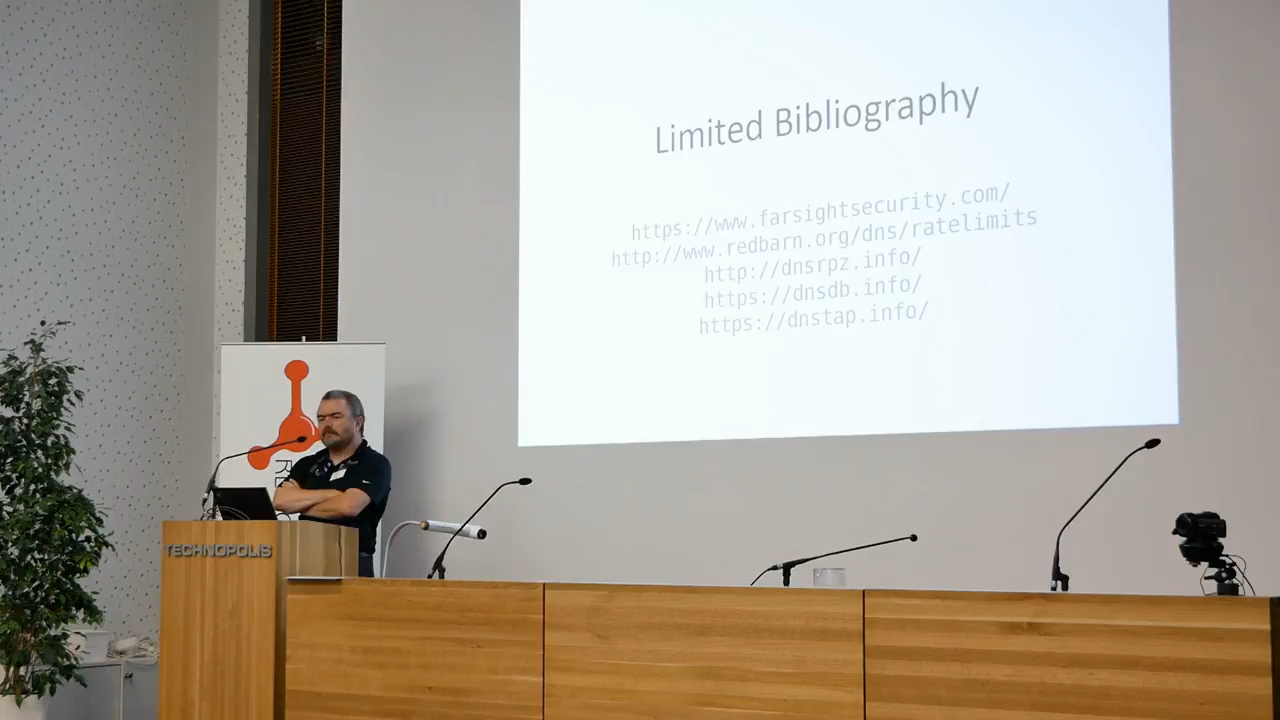 Limited Bibliography
https://www.farsightsecurity.com/
http://www.redbarn.org/dns/ratelimits
http://dnsrpz.info/
https://dnsdb.info/
https://dnstap.info/
TECHNOPOLIS